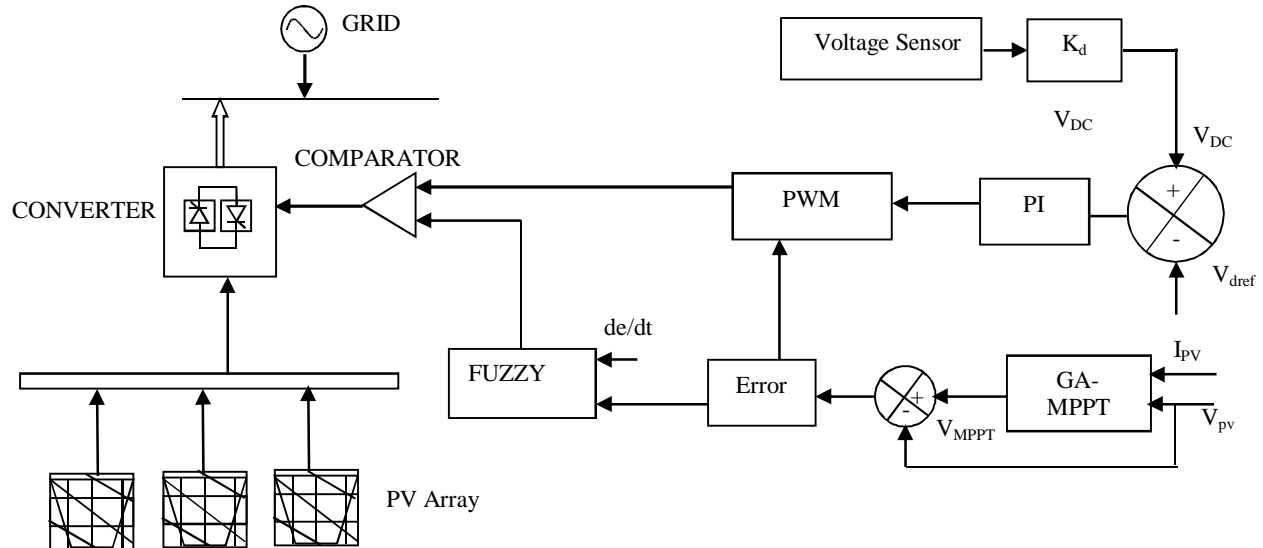 GRID
Voltage Sensor
K_d
V_DC
V_DC
COMPARATOR
CONVERTER
PWM
PI
+
-
V_dref
de/dt
I_PV
FUZZY
Error
+
-
V_MPPT
GA-
MPPT
V_pv
PV Array